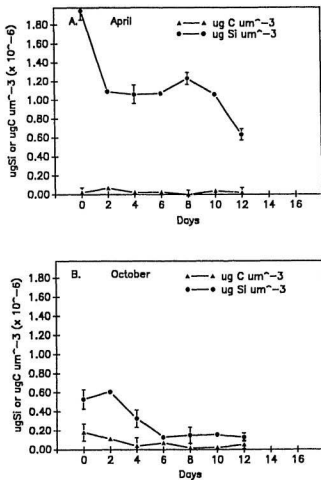 A. April
ug C um^-3
ug Si um^-3
ugSi or ugC um^-3 (x 10^-6)
1.80
1.60
1.40
1.20
1.00
0.80
0.60
0.40
0.20
0.00
0 2 4 6 8 10 12 14 16
Days
B. October
ug C um^-3
ug Si um^-3
ugSi or ugC um^-3 (x 10^-6)
1.80
1.60
1.40
1.20
1.00
0.80
0.60
0.40
0.20
0.00
0 2 4 6 8 10 12 14 16
Days